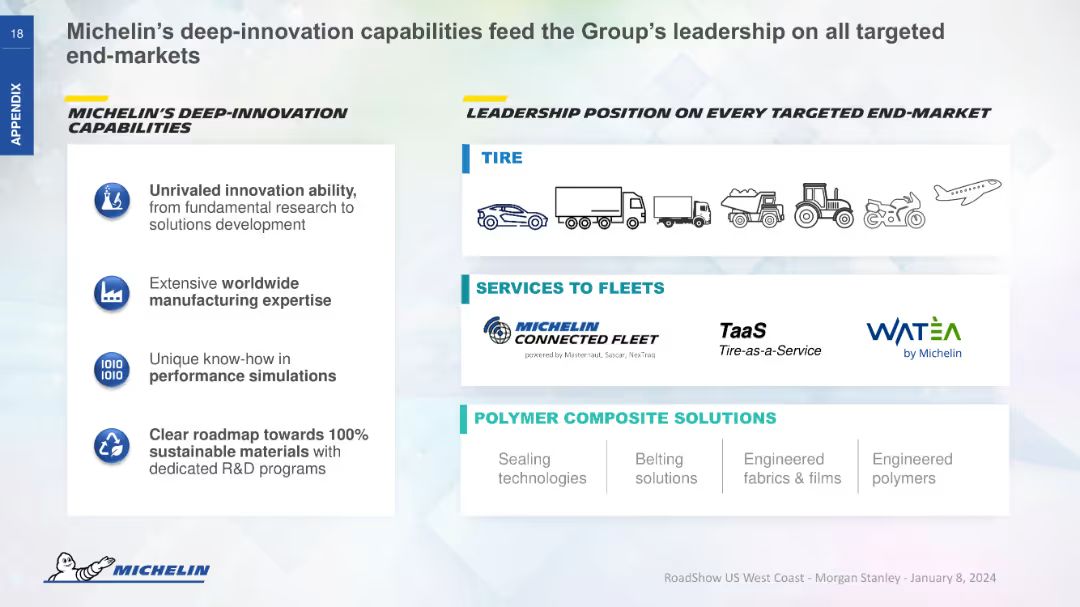 18
APPENDIX
Michelin’s deep-innovation capabilities feed the Group’s leadership on all targeted
end-markets
MICHELIN’S DEEP-INNOVATION
CAPABILITIES
Unrivaled innovation ability,
from fundamental research to
solutions development
Extensive worldwide
manufacturing expertise
1010
1010
Unique know-how in
performance simulations
Clear roadmap towards 100%
sustainable materials with
dedicated R&D programs
LEADERSHIP POSITION ON EVERY TARGETED END-MARKET
TIRE
SERVICES TO FLEETS
MICHELIN
CONNECTED FLEET
powered by Masternaut, Sascar, NexTraq
TaaS
Tire-as-a-Service
WATÈA
by Michelin
POLYMER COMPOSITE SOLUTIONS
Sealing
technologies
Belting
solutions
Engineered
fabrics & films
Engineered
polymers
MICHELIN
RoadShow US West Coast - Morgan Stanley - January 8, 2024